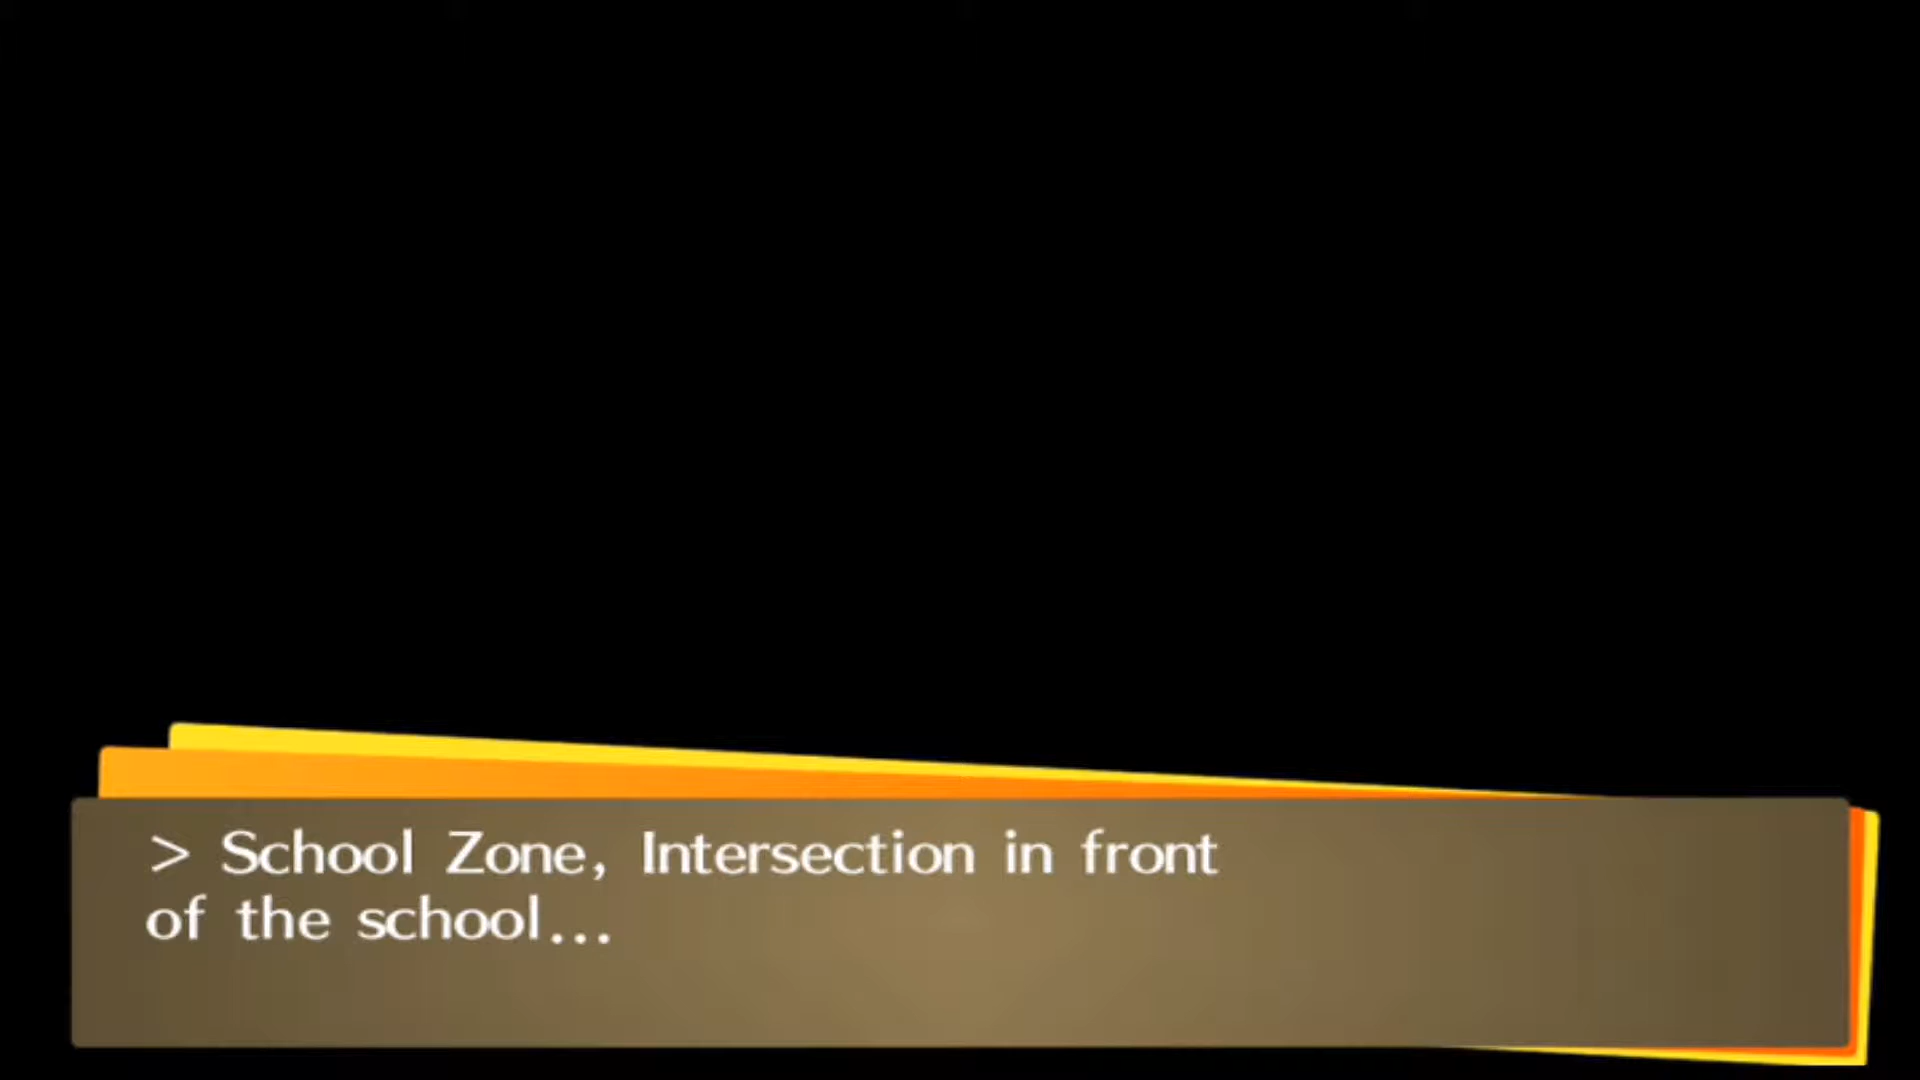 > School Zone, Intersection in front
of the school...